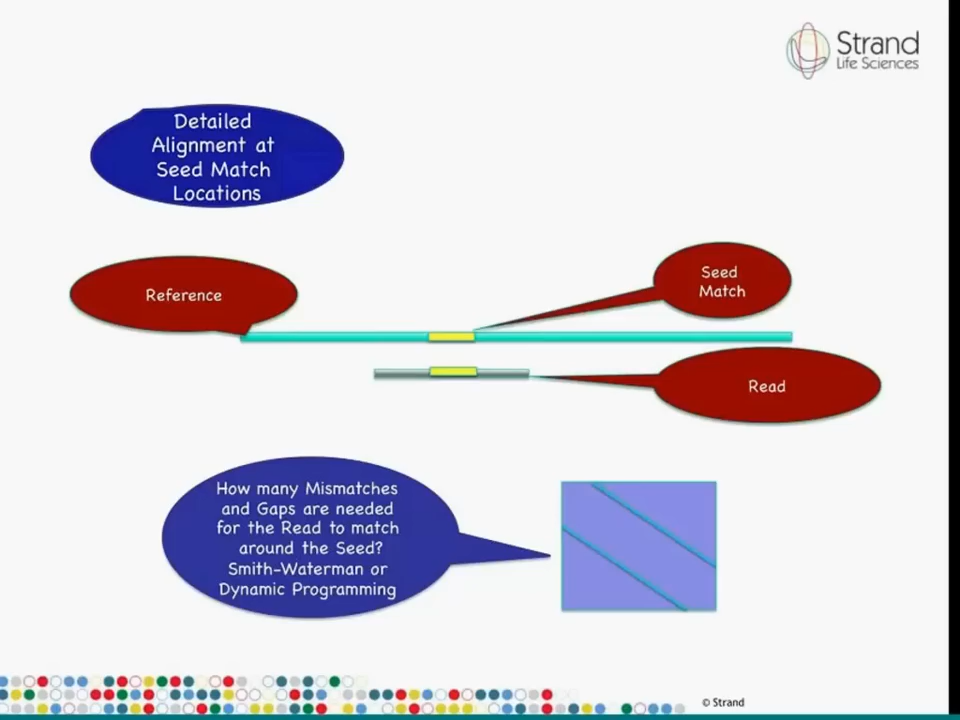 Strand
Life Sciences
Detailed
Alignment at
Seed Match
Locations
Reference
Seed
Match
Read
How many Mismatches
and Gaps are needed
for the Read to match
around the Seed?
Smith-Waterman or
Dynamic Programming
© Strand